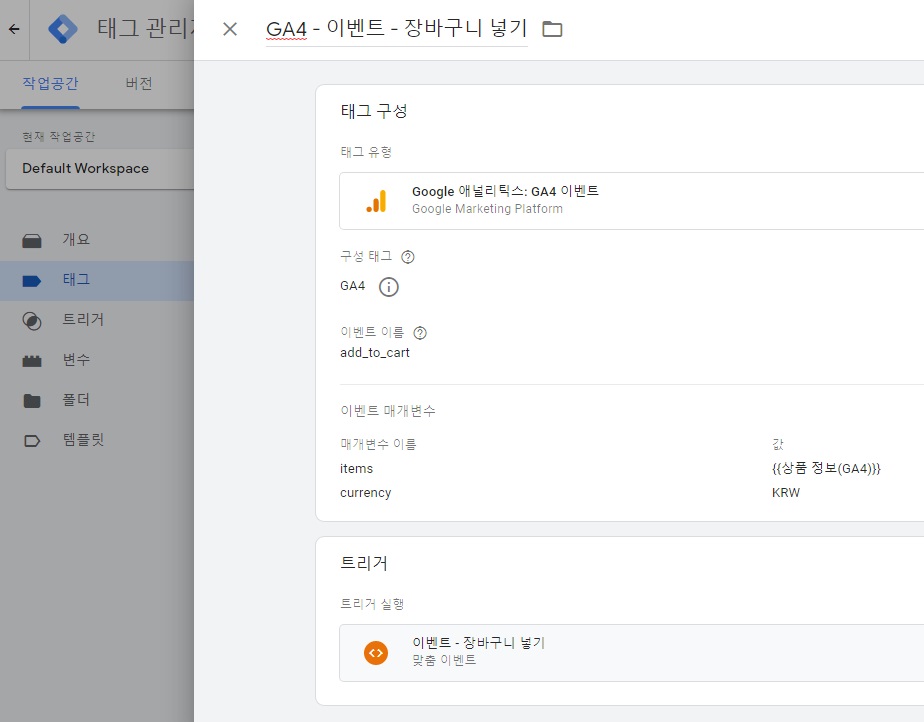 GA4 - 이벤트 - 장바구니 넣기
태그 관리
작업공간
버전
현재 작업공간
Default Workspace
개요
태그
트리거
변수
폴더
템플릿
태그 구성
태그 유형
Google 애널리틱스: GA4 이벤트
Google Marketing Platform
구성 태그
GA4
이벤트 이름
add_to_cart
이벤트 매개변수
매개변수 이름 값
items {{상품 정보(GA4)}}
currency KRW
트리거
트리거 실행
이벤트 - 장바구니 넣기
맞춤 이벤트